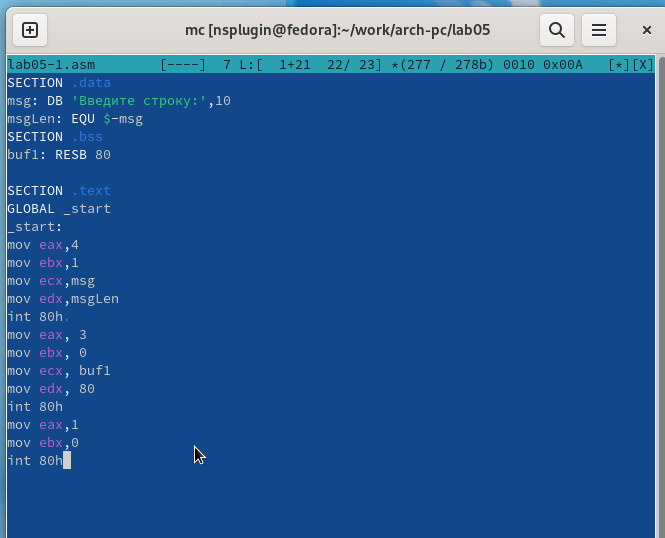 mc [nsplugin@fedora]:~/work/arch-pc/lab05
lab05-1.asm [----] 7 L:[ 1+21 22/ 23] *(277 / 278b) 0010 0x00A [*][X]
SECTION .data
msg: DB 'Введите строку:',10
msgLen: EQU $-msg
SECTION .bss
buf1: RESB 80
SECTION .text
GLOBAL _start
_start:
mov eax,4
mov ebx,1
mov ecx,msg
mov edx,msgLen
int 80h.
mov eax, 3
mov ebx, 0
mov ecx, buf1
mov edx, 80
int 80h
mov eax,1
mov ebx,0
int 80h